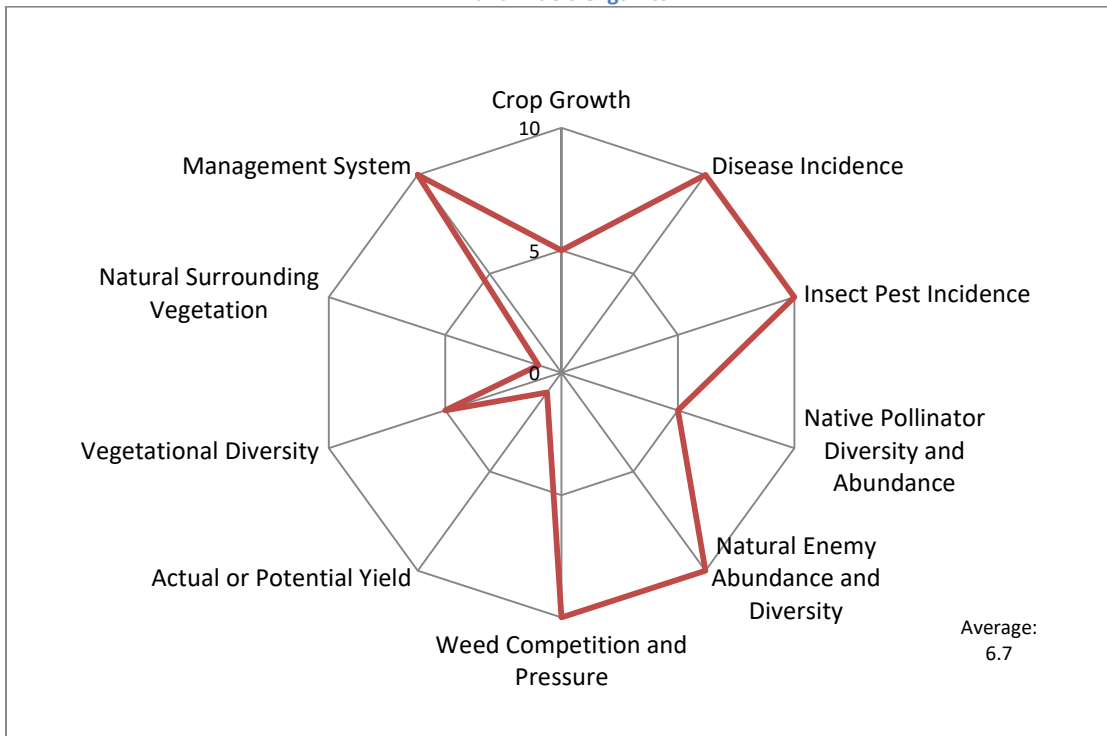 Crop Growth
10
Management System
Disease Incidence
5
Natural Surrounding
Vegetation
Insect Pest Incidence
0
Native Pollinator
Diversity and
Abundance
Vegetational Diversity
Natural Enemy
Abundance and
Diversity
Actual or Potential Yield
Weed Competition and
Pressure
Average:
6.7